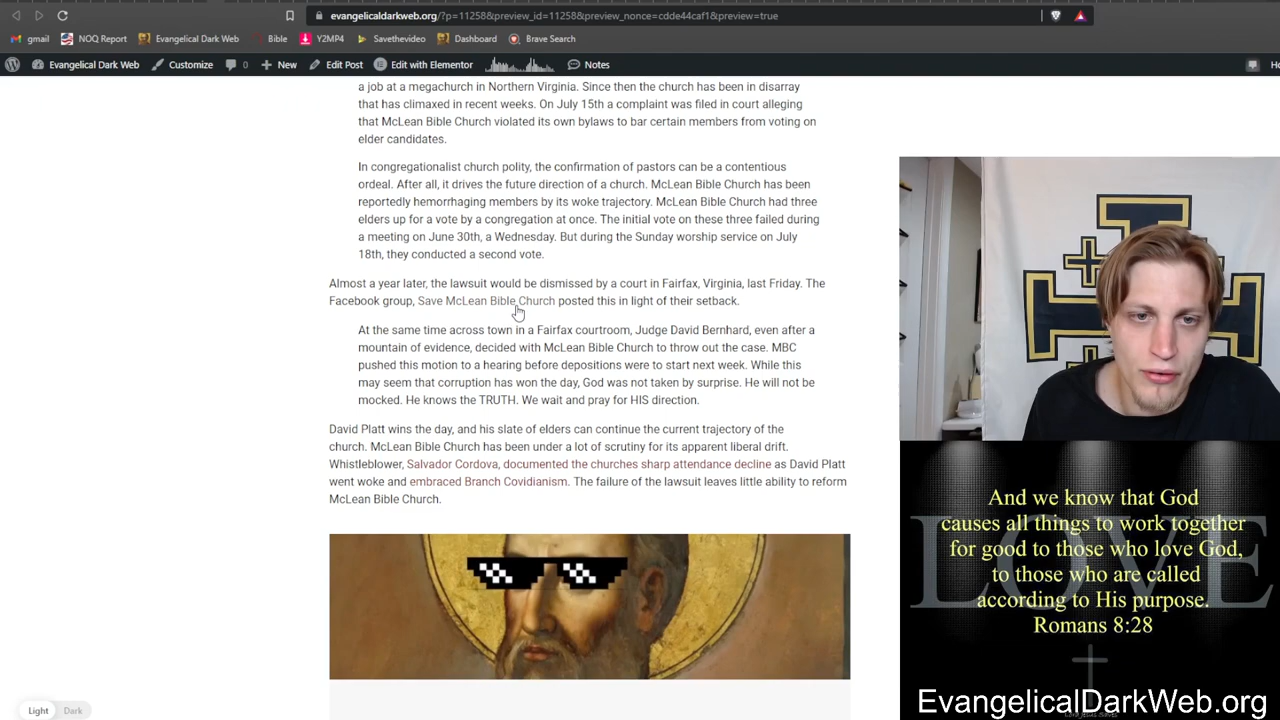 evangelicaldarkweb.org/?p=11258&preview_id=11258&preview_nonce=cdde44caf1&preview=true
gmail NOQ Report Evangelical Dark Web Bible Y2MP4 Savethevideo Dashboard Brave Search
Evangelical Dark Web Customize 0 New Edit Post Edit with Elementor Notes
a job at a megachurch in Northern Virginia. Since then the church has been in disarray
that has climaxed in recent weeks. On July 15th a complaint was filed in court alleging
that McLean Bible Church violated its own bylaws to bar certain members from voting on
elder candidates.
In congregationalist church polity, the confirmation of pastors can be a contentious
ordeal. After all, it drives the future direction of a church. McLean Bible Church has been
reportedly hemorrhaging members by its woke trajectory. McLean Bible Church had three
elders up for a vote by a congregation at once. The initial vote on these three failed during
a meeting on June 30th, a Wednesday. But during the Sunday worship service on July
18th, they conducted a second vote.
Almost a year later, the lawsuit would be dismissed by a court in Fairfax, Virginia, last Friday. The
Facebook group, Save McLean Bible Church posted this in light of their setback.
At the same time across town in a Fairfax courtroom, Judge David Bernhard, even after a
mountain of evidence, decided with McLean Bible Church to throw out the case. MBC
pushed this motion to a hearing before depositions were to start next week. While this
may seem that corruption has won the day, God was not taken by surprise. He will not be
mocked. He knows the TRUTH. We wait and pray for HIS direction.
David Platt wins the day, and his slate of elders can continue the current trajectory of the
church. McLean Bible Church has been under a lot of scrutiny for its apparent liberal drift.
Whistleblower, Salvador Cordova, documented the churches sharp attendance decline as David Platt
went woke and embraced Branch Covidianism. The failure of the lawsuit leaves little ability to reform
McLean Bible Church.
Light Dark
And we know that God
causes all things to work together
for good to those who love God,
to those who are called
according to His purpose.
Romans 8:28
LOVE
EvangelicalDarkWeb.org